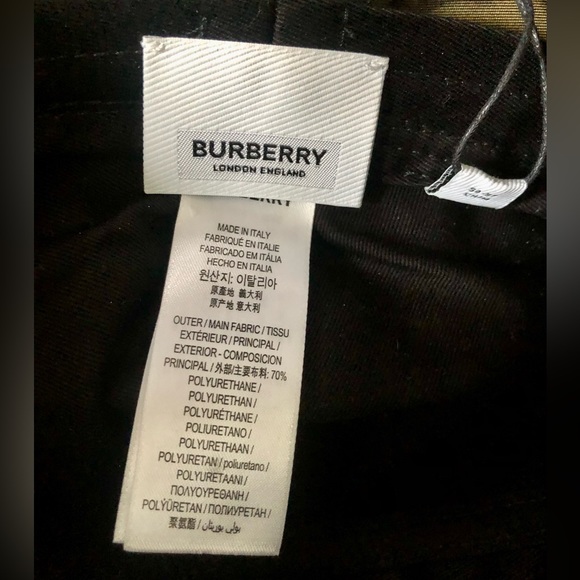 BURBERRY
LONDON ENGLAND
MADE IN ITALY
FABRIQUÉ EN ITALIE
FABRICADO EM ITÁLIA
HECHO EN ITALIA
원산지: 이탈리아
原產地 義大利
原产地 意大利
OUTER / MAIN FABRIC / TISSU
EXTÉRIEUR / PRINCIPAL /
EXTERIOR - COMPOSICION
PRINCIPAL / 外部/主要布料: 70%
POLYURETHANE /
POLYURETHAN /
POLYURÉTHANE /
POLIURETANO /
POLYURETHAAN /
POLYURETAN / poliuretano /
POLYURETAANI /
ΠΟΛΥΟΥΡΕΘΑΝΗ /
POLÝÜRETAN / ПОЛИУРЕТАН /
聚氨酯 / بولي يوريتان /